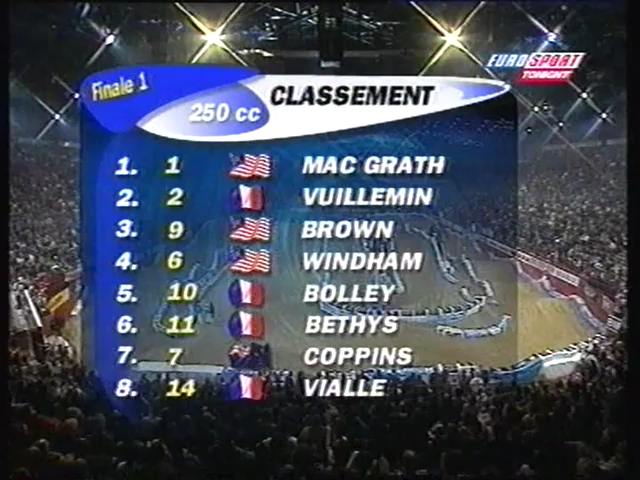 EUROSPORT
TONIGHT
Finale 1
CLASSEMENT
250 cc
1. 1 MAC GRATH
2. 2 VUILLEMIN
3. 9 BROWN
4. 6 WINDHAM
5. 10 BOLLEY
6. 11 BETHYS
7. 7 COPPINS
8. 14 VIALLE